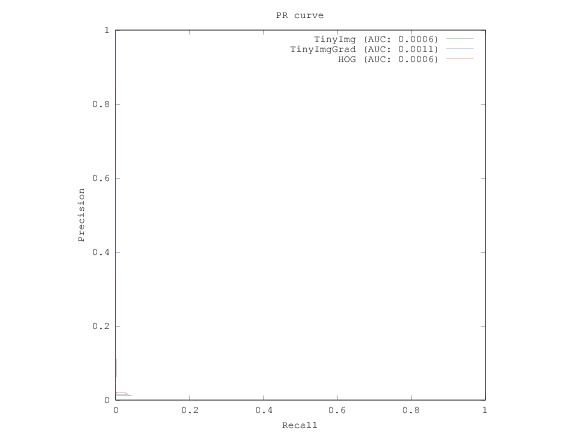 PR curve
1
TinyImg (AUC: 0.0006)
TinyImgGrad (AUC: 0.0011)
HOG (AUC: 0.0006)
0.8
0.6
Precision
0.4
0.2
0
0 0.2 0.4 0.6 0.8 1
Recall